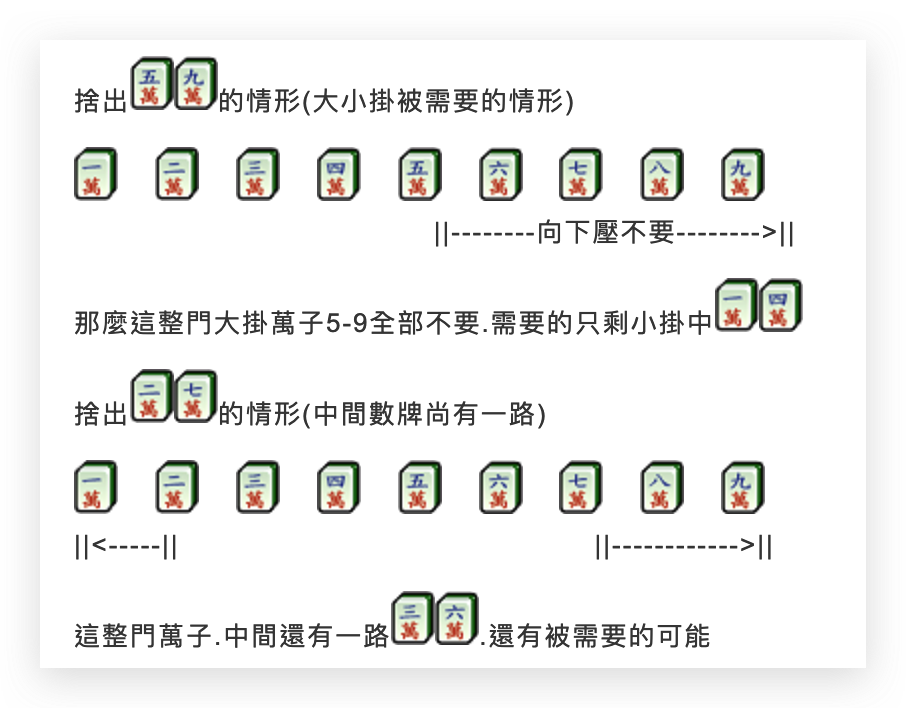 捨出五萬九萬的情形(大小掛被需要的情形)
一萬 二萬 三萬 四萬 五萬 六萬 七萬 八萬 九萬
||--------向下壓不要-------->||
那麼這整門大掛萬子5-9全部不要.需要的只剩小掛中一萬四萬
捨出二萬七萬的情形(中間數牌尚有一路)
一萬 二萬 三萬 四萬 五萬 六萬 七萬 八萬 九萬
||<-----|| ||------------>||
這整門萬子.中間還有一路三萬六萬.還有被需要的可能